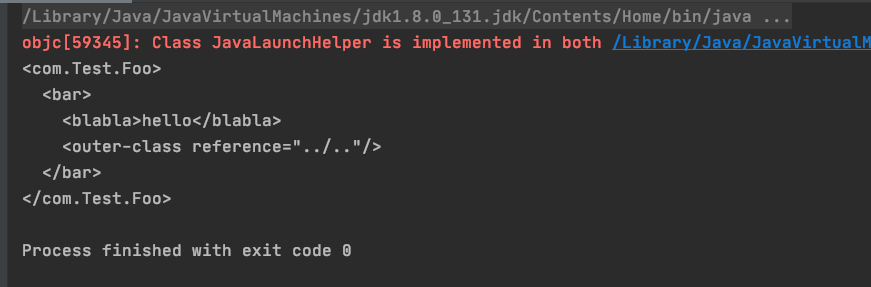 /Library/Java/JavaVirtualMachines/jdk1.8.0_131.jdk/Contents/Home/bin/java ...
objc[59345]: Class JavaLaunchHelper is implemented in both /Library/Java/JavaVirtualM
<com.Test.Foo>
  <bar>
    <blabla>hello</blabla>
    <outer-class reference="../.."/>
  </bar>
</com.Test.Foo>
Process finished with exit code 0